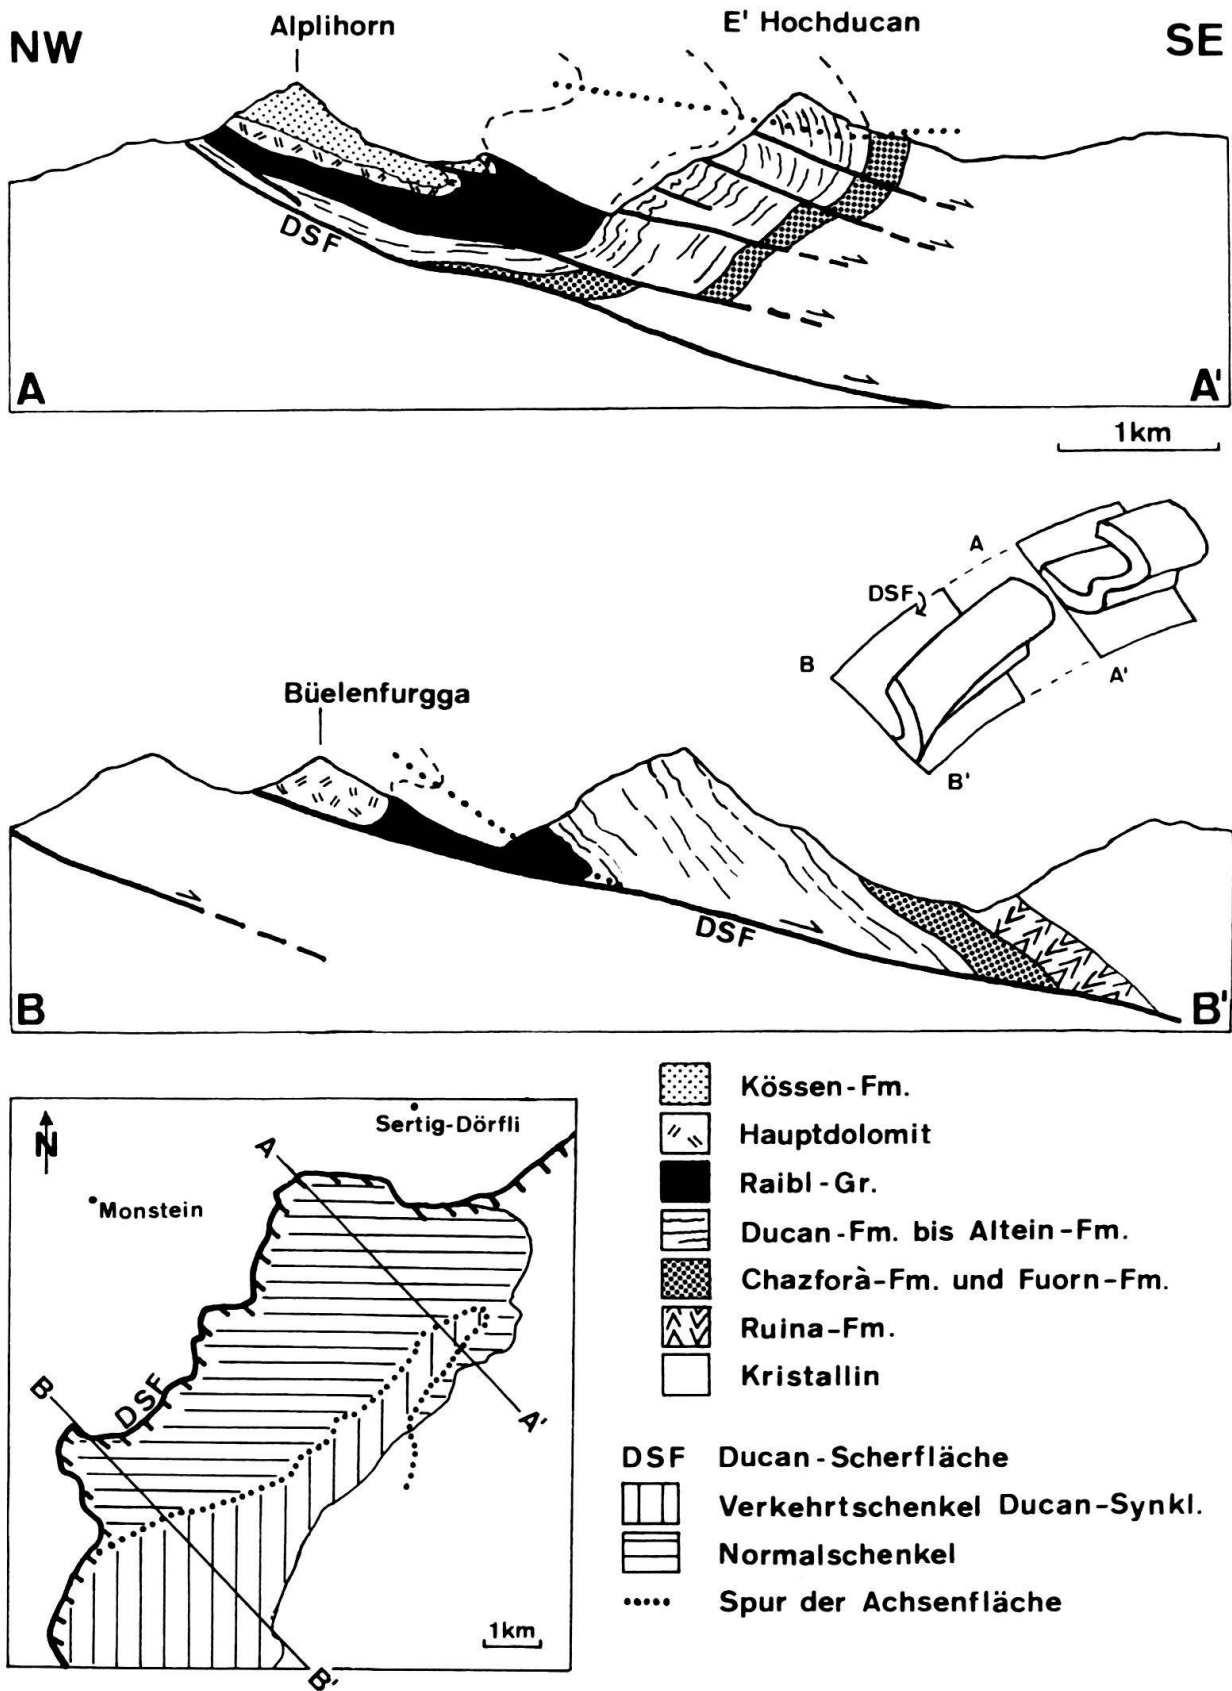 NW
Alplihorn
E' Hochducan
SE
DSF
A
A'
1km
A
DSF
B
A'
B'
Büelenfurgga
DSF
B
B'
N
Sertig-Dörfli
A
Monstein
DSF
B
A'
1km
B'
Kössen-Fm.
Hauptdolomit
Raibl-Gr.
Ducan-Fm. bis Altein-Fm.
Chazforà-Fm. und Fuorn-Fm.
Ruina-Fm.
Kristallin
DSF Ducan-Scherfläche
Verkehrtschenkel Ducan-Synkl.
Normalschenkel
Spur der Achsenfläche